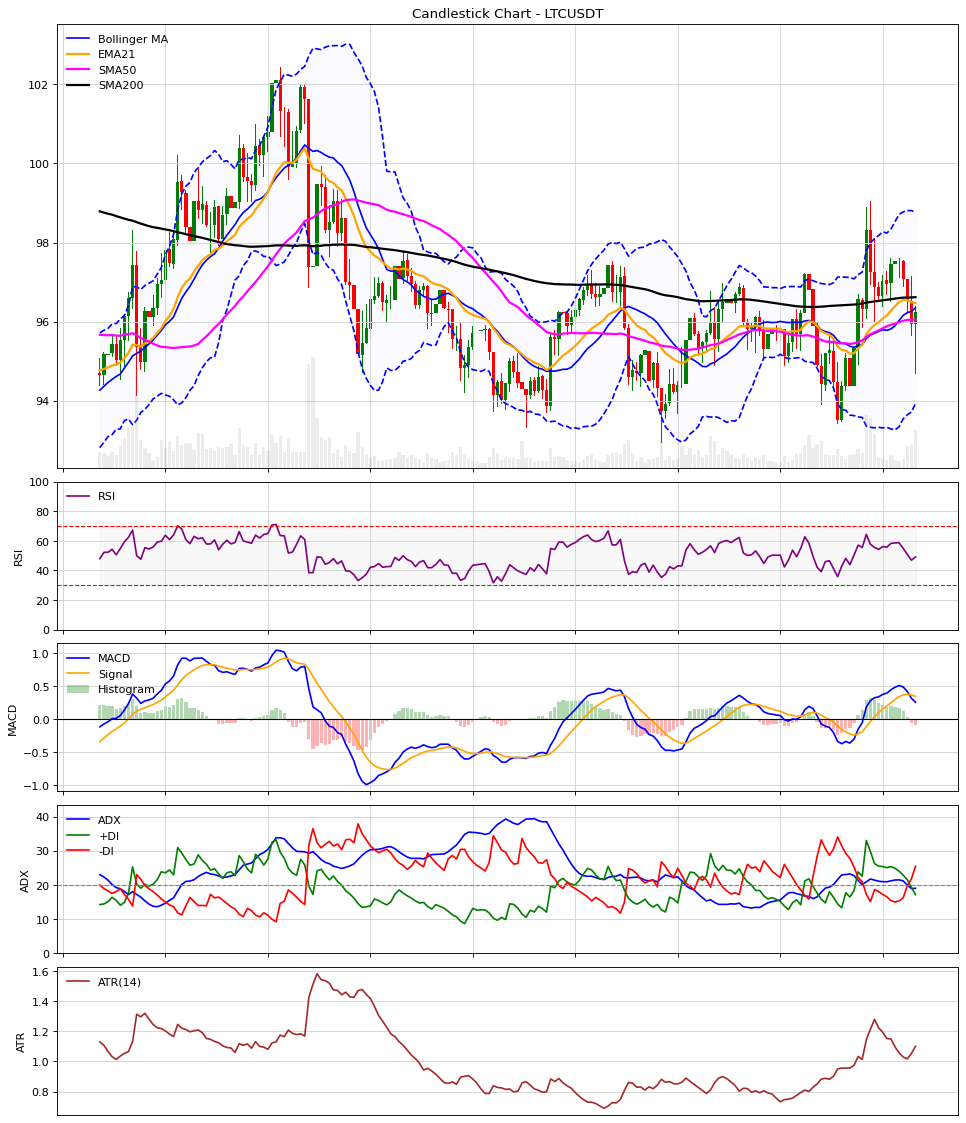 Candlestick Chart - LTCUSDT
Bollinger MA
EMA21
SMA50
SMA200
102
100
98
96
94
RSI
100
80
60
40
20
0
RSI
MACD
Signal
Histogram
1.0
0.5
0.0
−0.5
−1.0
MACD
ADX
+DI
-DI
40
30
20
10
0
ADX
ATR(14)
1.6
1.4
1.2
1.0
0.8
ATR